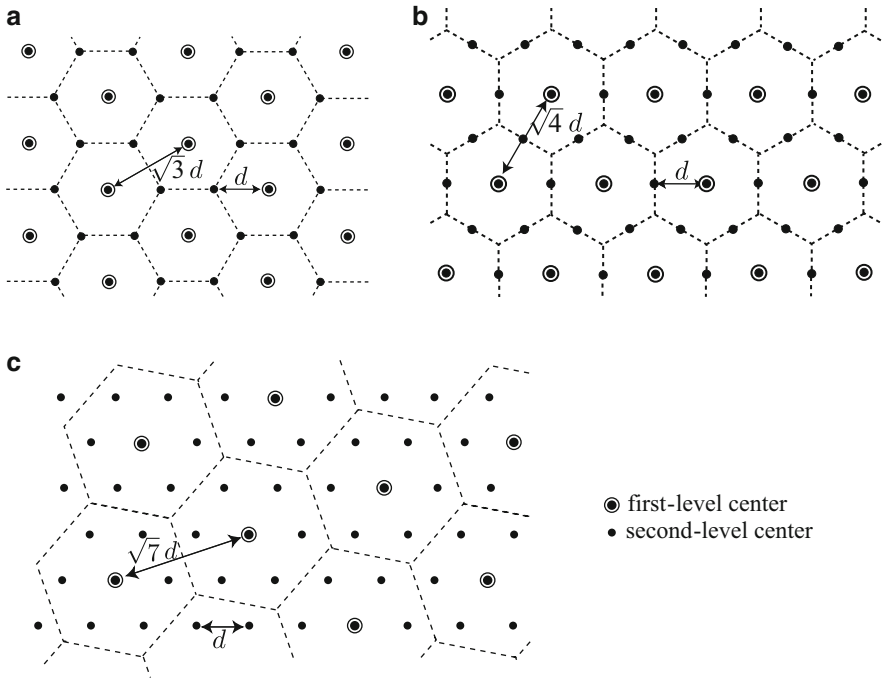 a
√3 d
d
b
√4 d
d
c
√7 d
d
first-level center
second-level center